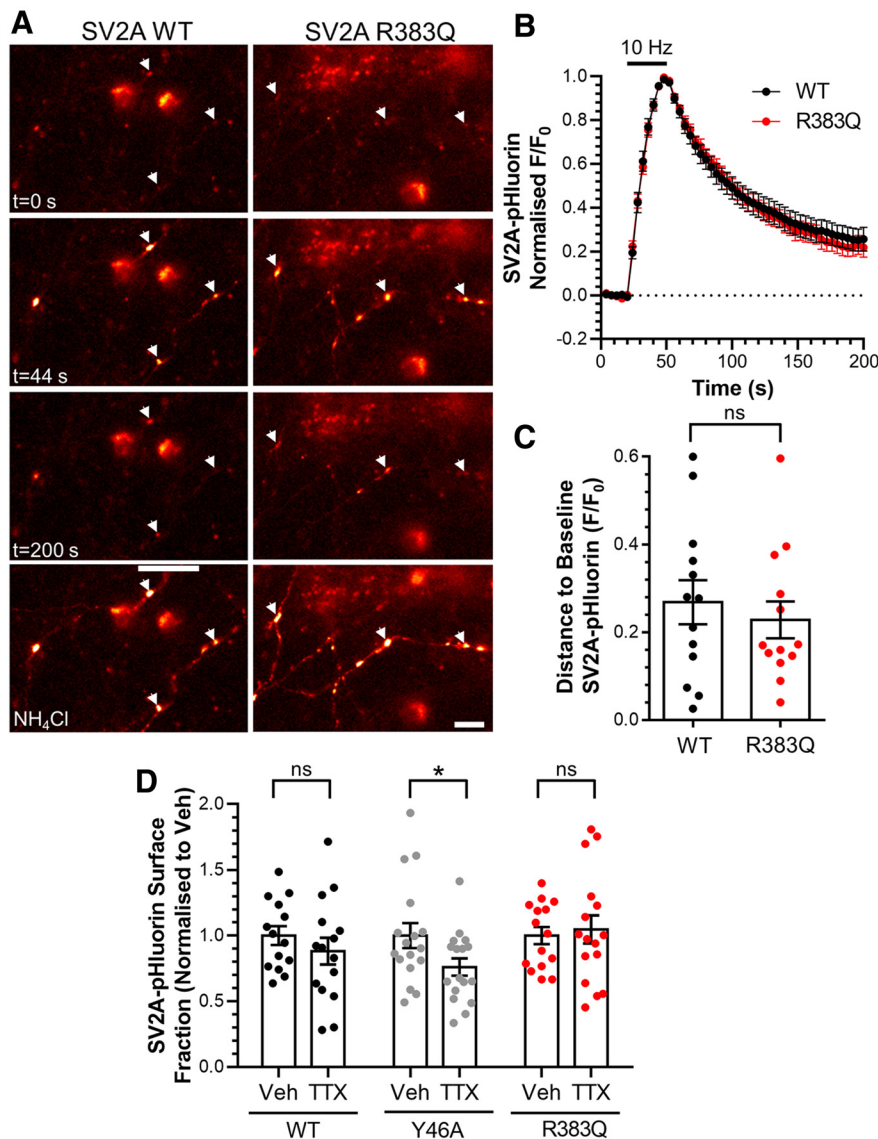 A
SV2A WT
SV2A R383Q
t=0 s
t=44 s
t=200 s
NH₄Cl
B
10 Hz
WT
R383Q
SV2A-pHluorin
Normalised F/F₀
1.0
0.8
0.6
0.4
0.2
0.0
-0.2
0
50
100
150
200
Time (s)
C
ns
Distance to Baseline
SV2A-pHluorin (F/F₀)
0.6
0.4
0.2
0.0
WT
R383Q
D
ns
*
ns
SV2A-pHluorin Surface
Fraction (Normalised to Veh)
2.0
1.5
1.0
0.5
0.0
Veh TTX Veh TTX Veh TTX
WT Y46A R383Q